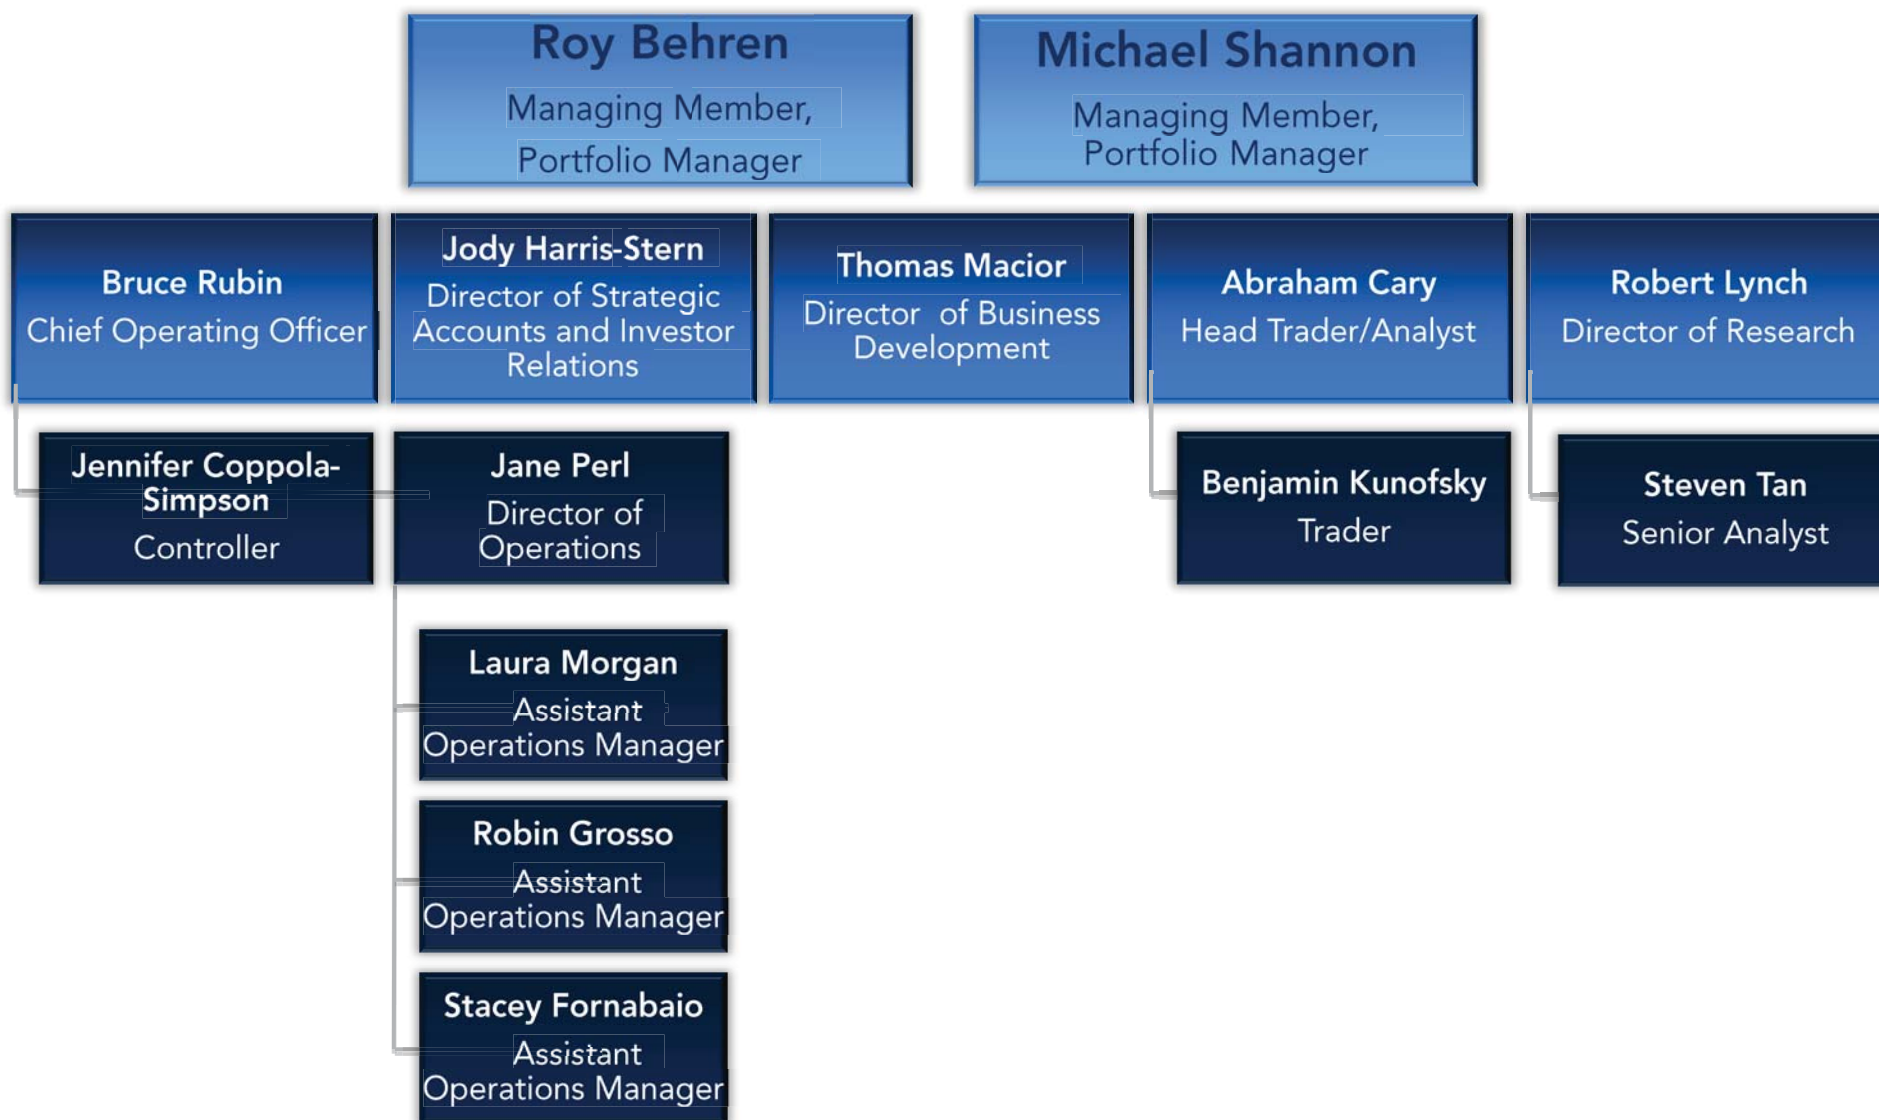 Roy Behren
Managing Member,
Portfolio Manager
Michael Shannon
Managing Member,
Portfolio Manager
Bruce Rubin
Chief Operating Officer
Jody Harris-Stern
Director of Strategic
Accounts and Investor
Relations
Thomas Macior
Director of Business
Development
Abraham Cary
Head Trader/Analyst
Robert Lynch
Director of Research
Jennifer Coppola-
Simpson
Controller
Jane Perl
Director of
Operations
Benjamin Kunofsky
Trader
Steven Tan
Senior Analyst
Laura Morgan
Assistant
Operations Manager
Robin Grosso
Assistant
Operations Manager
Stacey Fornabaio
Assistant
Operations Manager